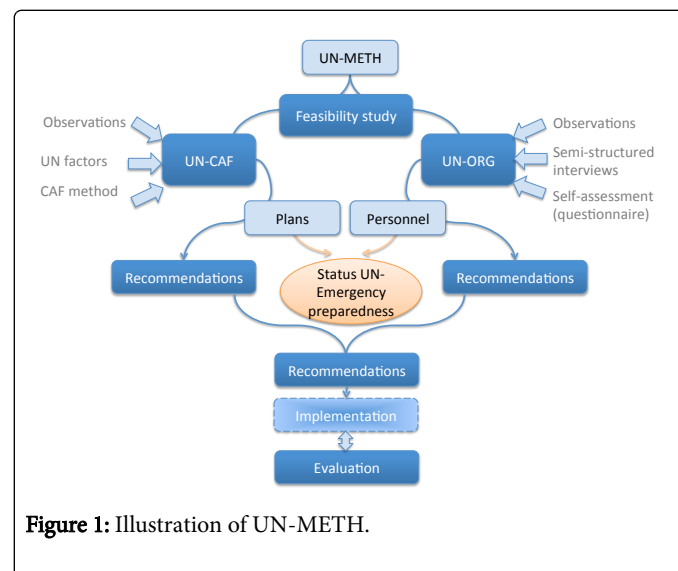 UN-METH
Feasibility study
Observations
UN factors
CAF method
UN-CAF
UN-ORG
Observations
Semi-structured
interviews
Self-assessment
(questionnaire)
Plans
Personnel
Recommendations
Status UN-
Emergency
preparedness
Recommendations
Recommendations
Implementation
Evaluation
Figure 1: Illustration of UN-METH.